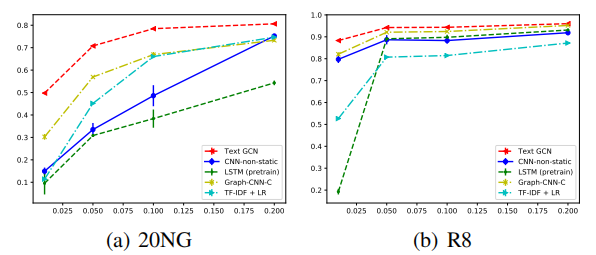 0.8
0.7
0.6
0.5
0.4
0.3
0.2
0.1
0.025 0.050 0.075 0.100 0.125 0.150 0.175 0.200
Text GCN
CNN-non-static
LSTM (pretrain)
Graph-CNN-C
TF-IDF + LR
(a) 20NG
1.0
0.9
0.8
0.7
0.6
0.5
0.4
0.3
0.2
0.025 0.050 0.075 0.100 0.125 0.150 0.175 0.200
Text GCN
CNN-non-static
LSTM (pretrain)
Graph-CNN-C
TF-IDF + LR
(b) R8